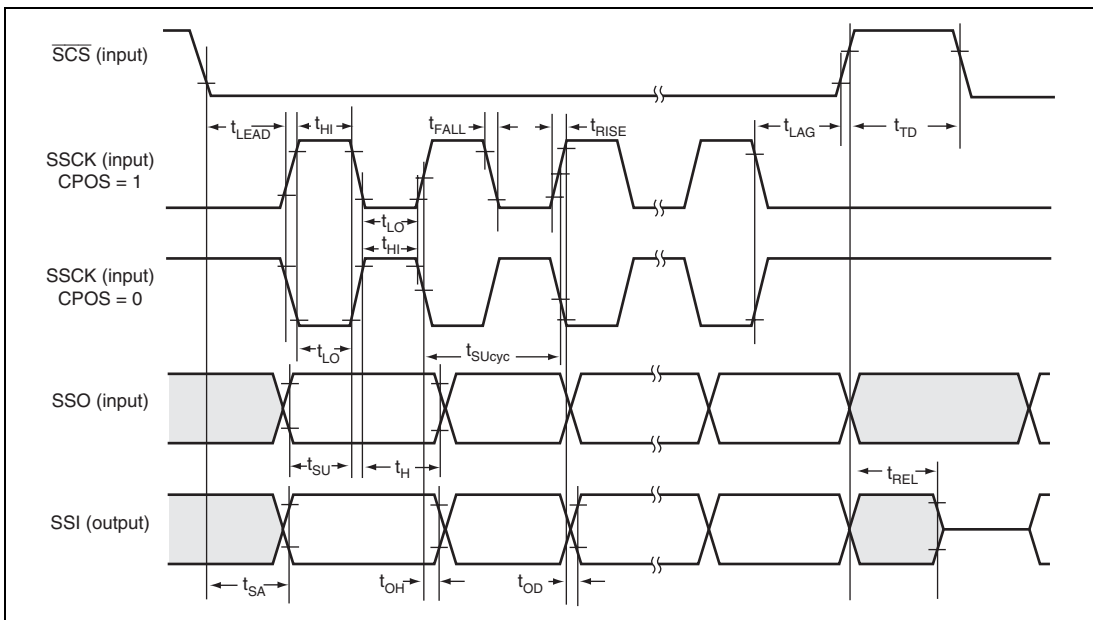 SCS (input)
tLEAD tHI tFALL tRISE tLAG tTD
SSCK (input)
CPOS = 1
tLO
tHI
SSCK (input)
CPOS = 0
tLO tSUcyc
SSO (input)
tSU tH tREL
SSI (output)
tSA tOH tOD